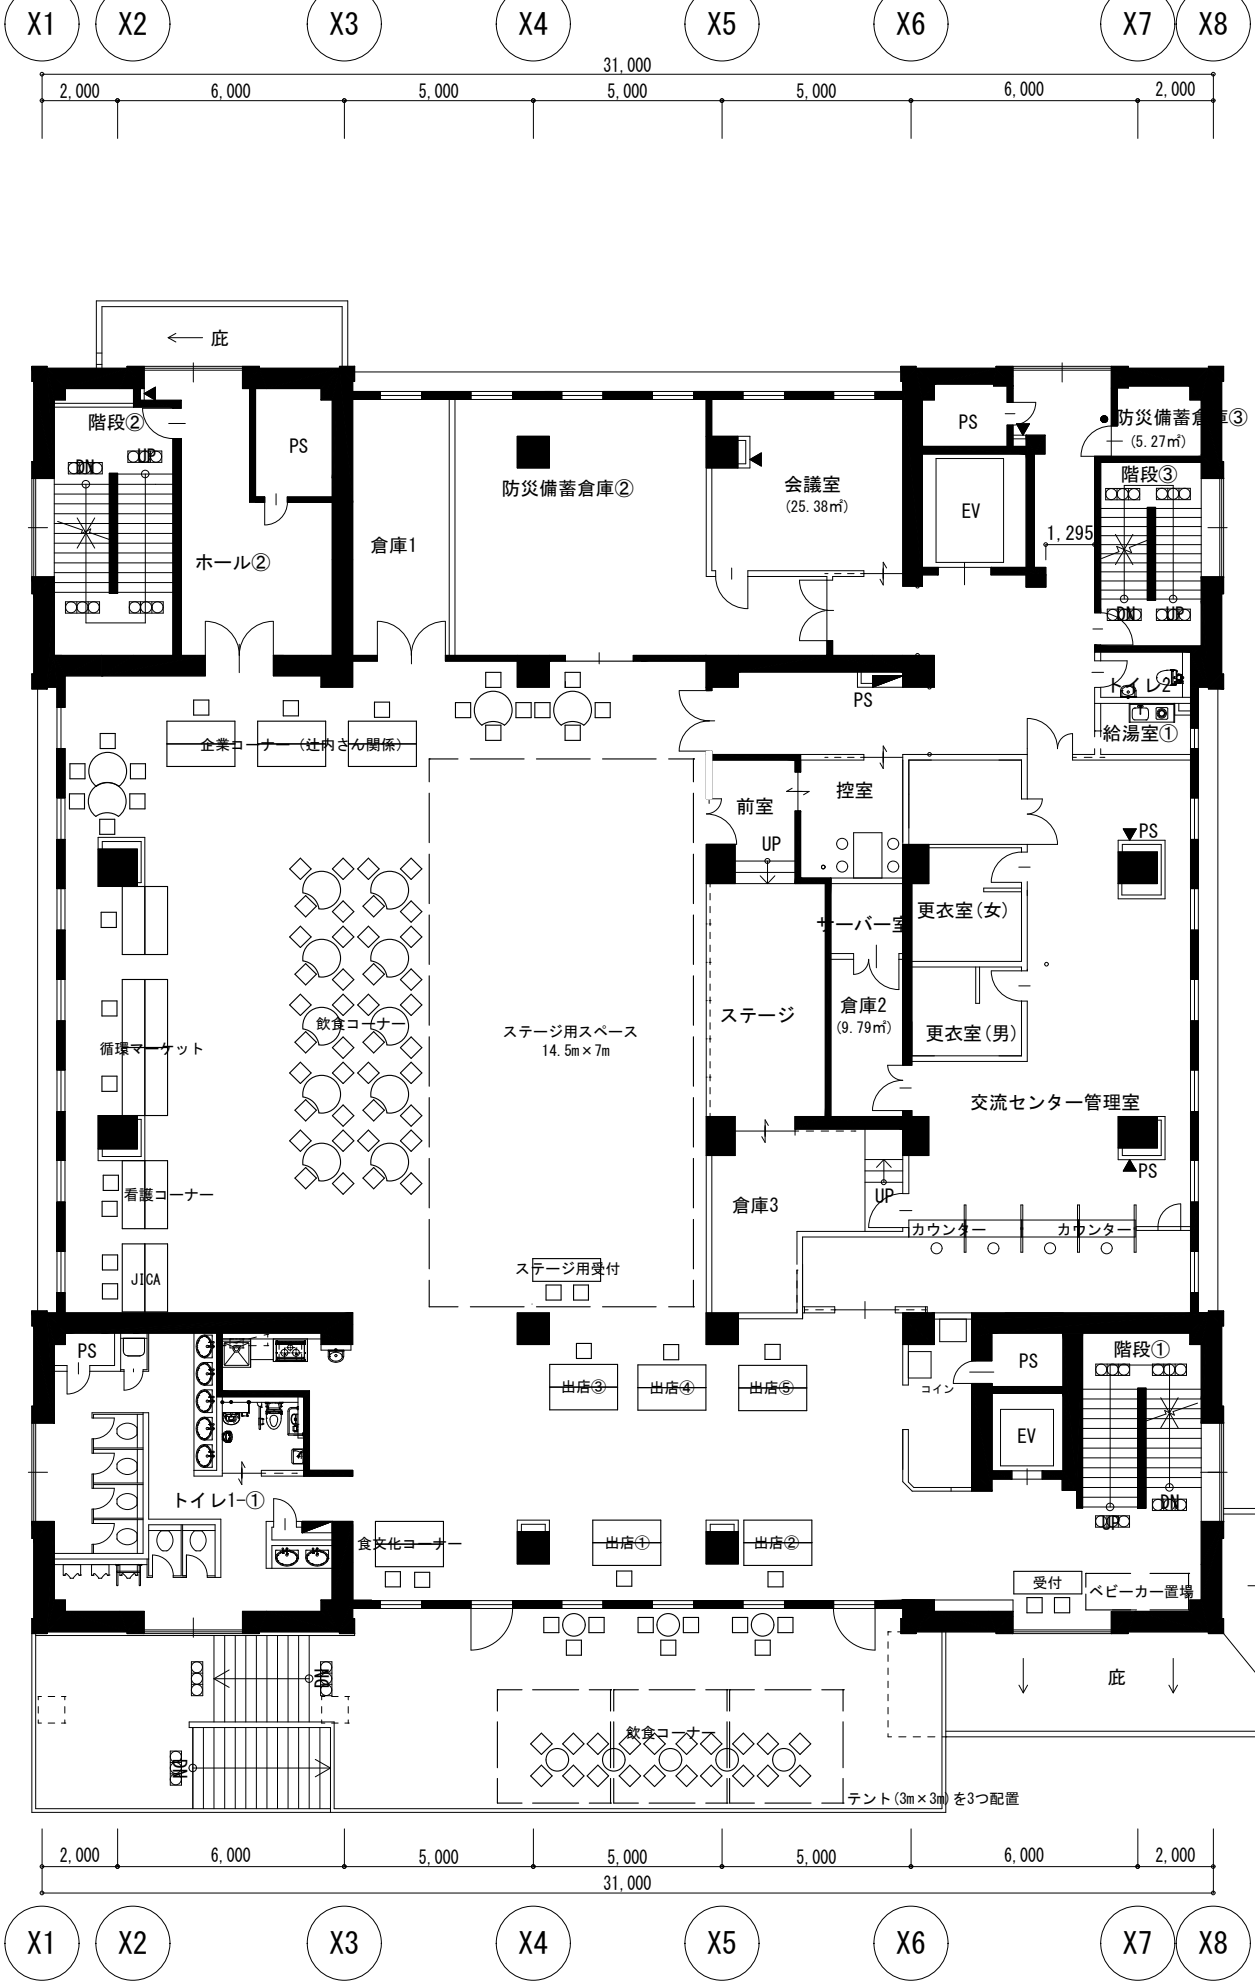 X1 X2 X3 X4 X5 X6 X7 X8
31,000
2,000 6,000 5,000 5,000 5,000 6,000 2,000
庇
階段②
DN
UP
PS
ホール②
倉庫1
防災備蓄倉庫②
会議室
(25.38㎡)
PS
EV
防災備蓄倉庫③
(5.27㎡)
階段③
1,295
DN
UP
トイレ2
給湯室①
PS
企業コーナー（辻内さん関係）
前室
UP
控室
PS
更衣室(女)
サーバー室
倉庫2
(9.79㎡)
更衣室(男)
ステージ
飲食コーナー
ステージ用スペース
14.5m×7m
循環マーケット
交流センター管理室
PS
看護コーナー
倉庫3
UP
カウンター
カウンター
JICA
ステージ用受付
PS
出店③
出店④
出店⑤
コイン
PS
EV
階段①
UP
DN
トイレ1-①
食文化コーナー
出店①
出店②
受付
ベビーカー置場
DN
DN
庇
飲食コーナー
テント(3m×3m)を3つ配置
2,000 6,000 5,000 5,000 5,000 6,000 2,000
31,000
X1 X2 X3 X4 X5 X6 X7 X8